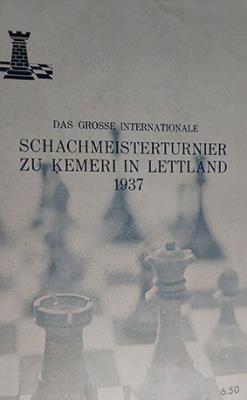 DAS GROSSE INTERNATIONALE
SCHACHMEISTERTURNIER
ZU KEMERI IN LETTLAND
1937
6.50